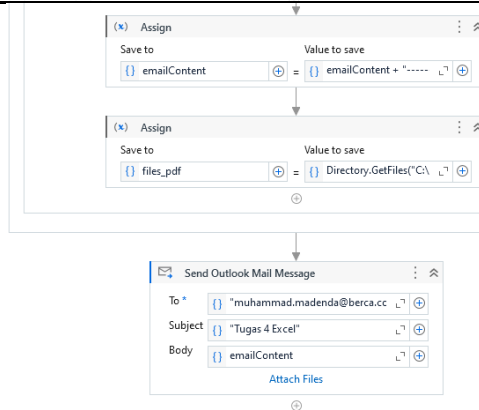 (x) Assign
Save to Value to save
{} emailContent = {} emailContent + "-----
(x) Assign
Save to Value to save
{} files_pdf = {} Directory.GetFiles("C:\
Send Outlook Mail Message
To * {} "muhammad.madenda@berca.cc
Subject {} "Tugas 4 Excel"
Body {} emailContent
Attach Files